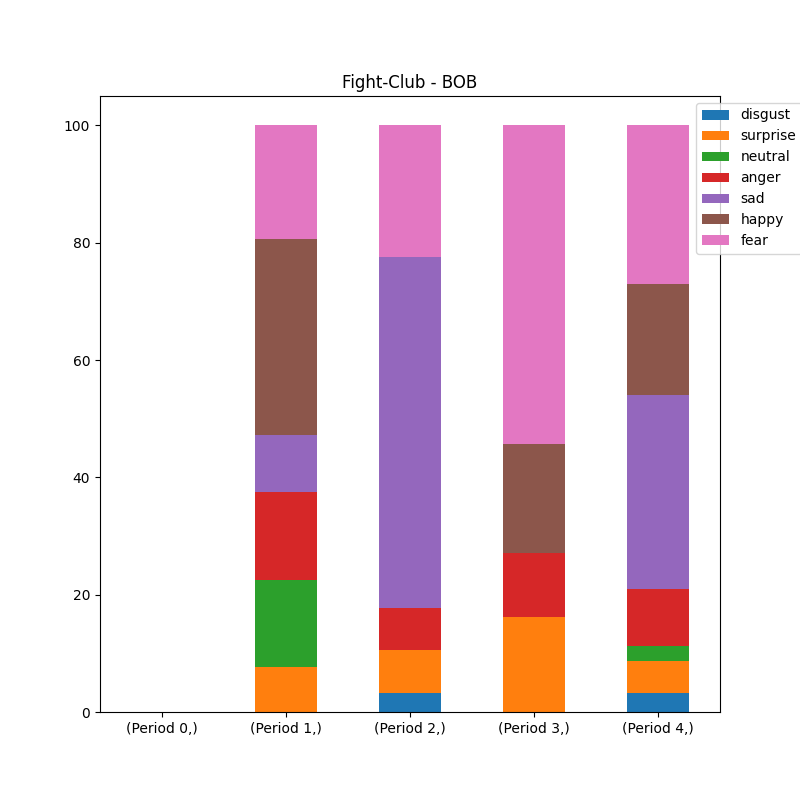 Fight-Club - BOB
disgust
surprise
neutral
anger
sad
happy
fear
100
80
60
40
20
0
(Period 0,) (Period 1,) (Period 2,) (Period 3,) (Period 4,)